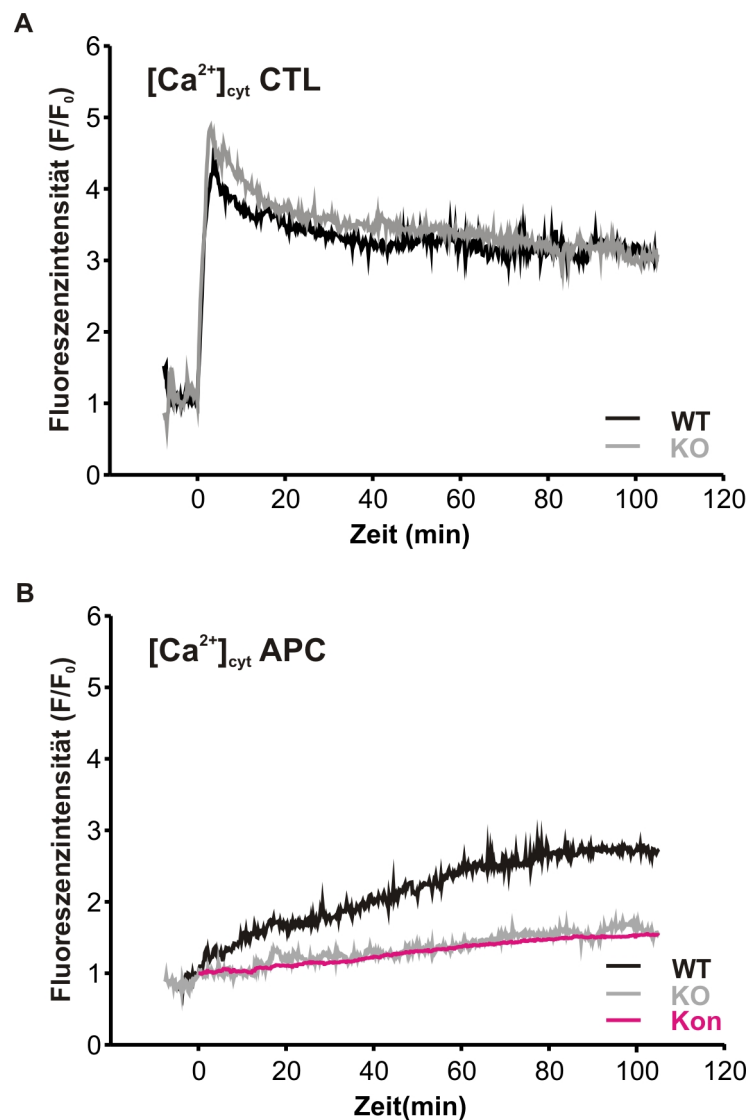 A
[Ca²⁺]cyt CTL
Fluoreszenzintensität (F/F₀)
6
5
4
3
2
1
0
WT
KO
0 20 40 60 80 100 120
Zeit (min)
B
[Ca²⁺]cyt APC
Fluoreszenzintensität (F/F₀)
6
5
4
3
2
1
0
WT
KO
Kon
0 20 40 60 80 100 120
Zeit(min)